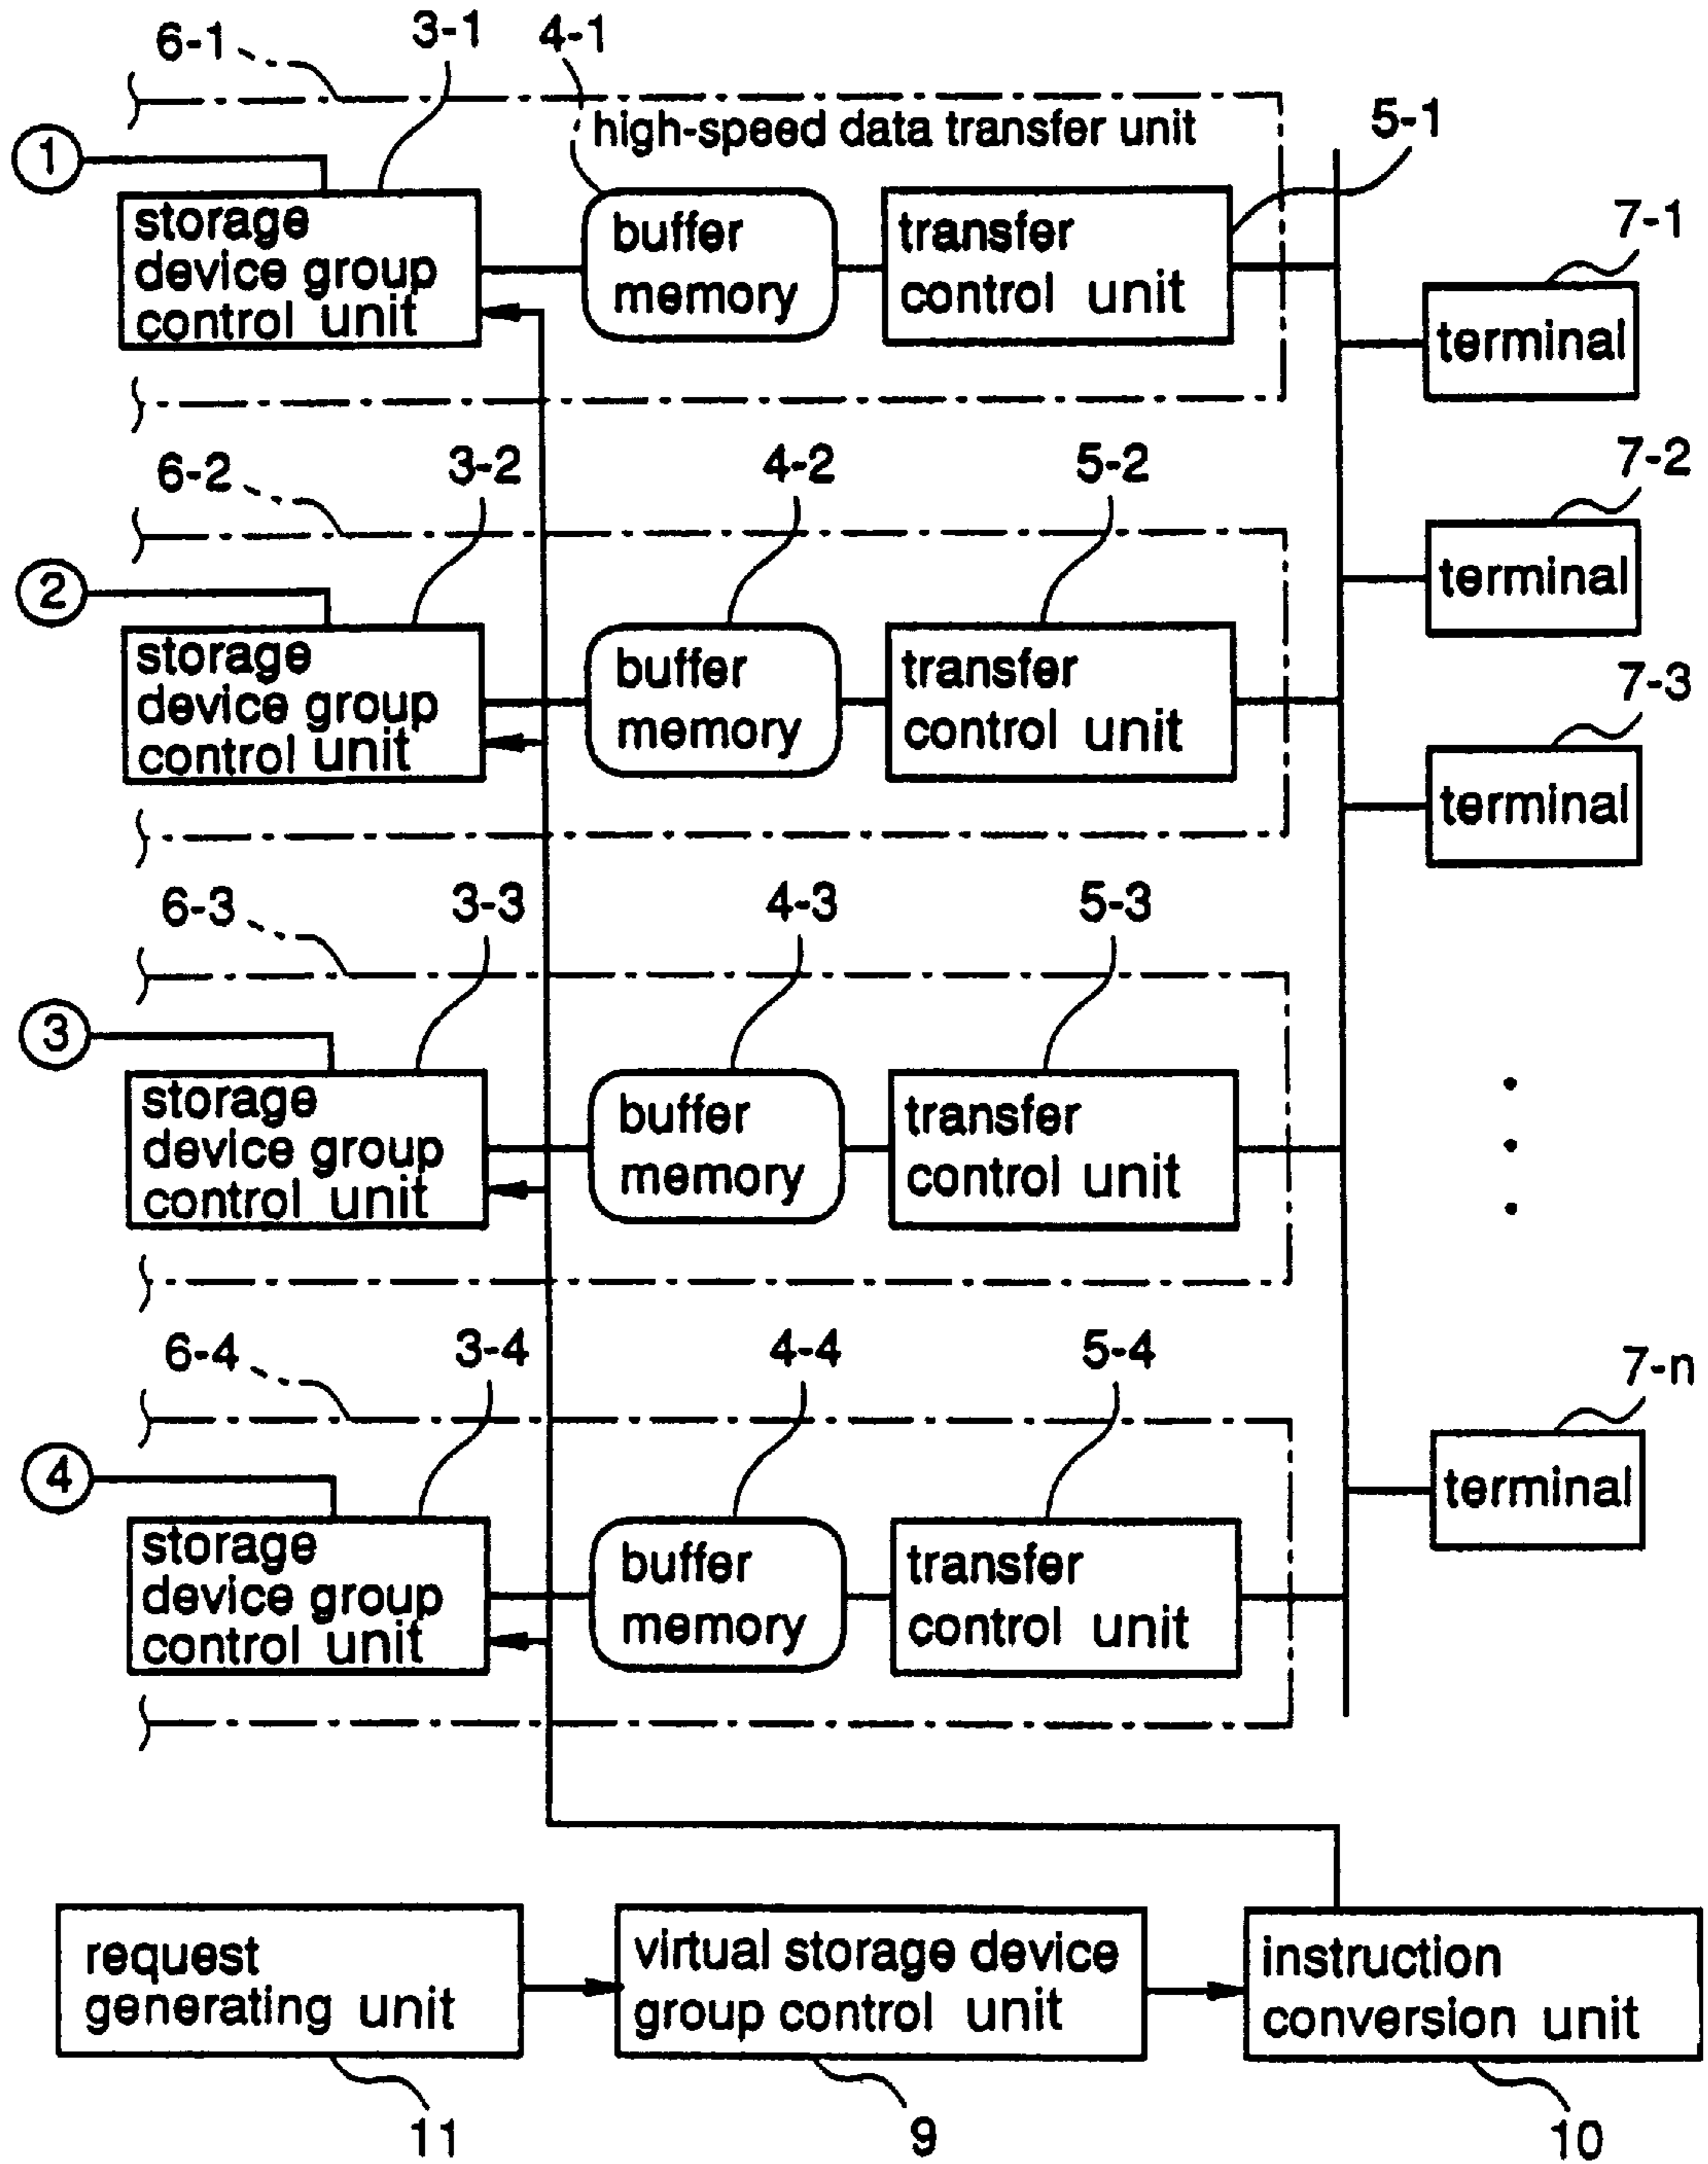 6-1
3-1
4-1
high-speed data transfer unit
5-1
1
storage
device group
control unit
buffer
memory
transfer
control unit
7-1
terminal
6-2
3-2
4-2
5-2
7-2
terminal
2
storage
device group
control unit
buffer
memory
transfer
control unit
7-3
terminal
6-3
3-3
4-3
5-3
3
storage
device group
control unit
buffer
memory
transfer
control unit
6-4
3-4
4-4
5-4
7-n
terminal
4
storage
device group
control unit
buffer
memory
transfer
control unit
request
generating unit
virtual storage device
group control unit
instruction
conversion unit
11
9
10